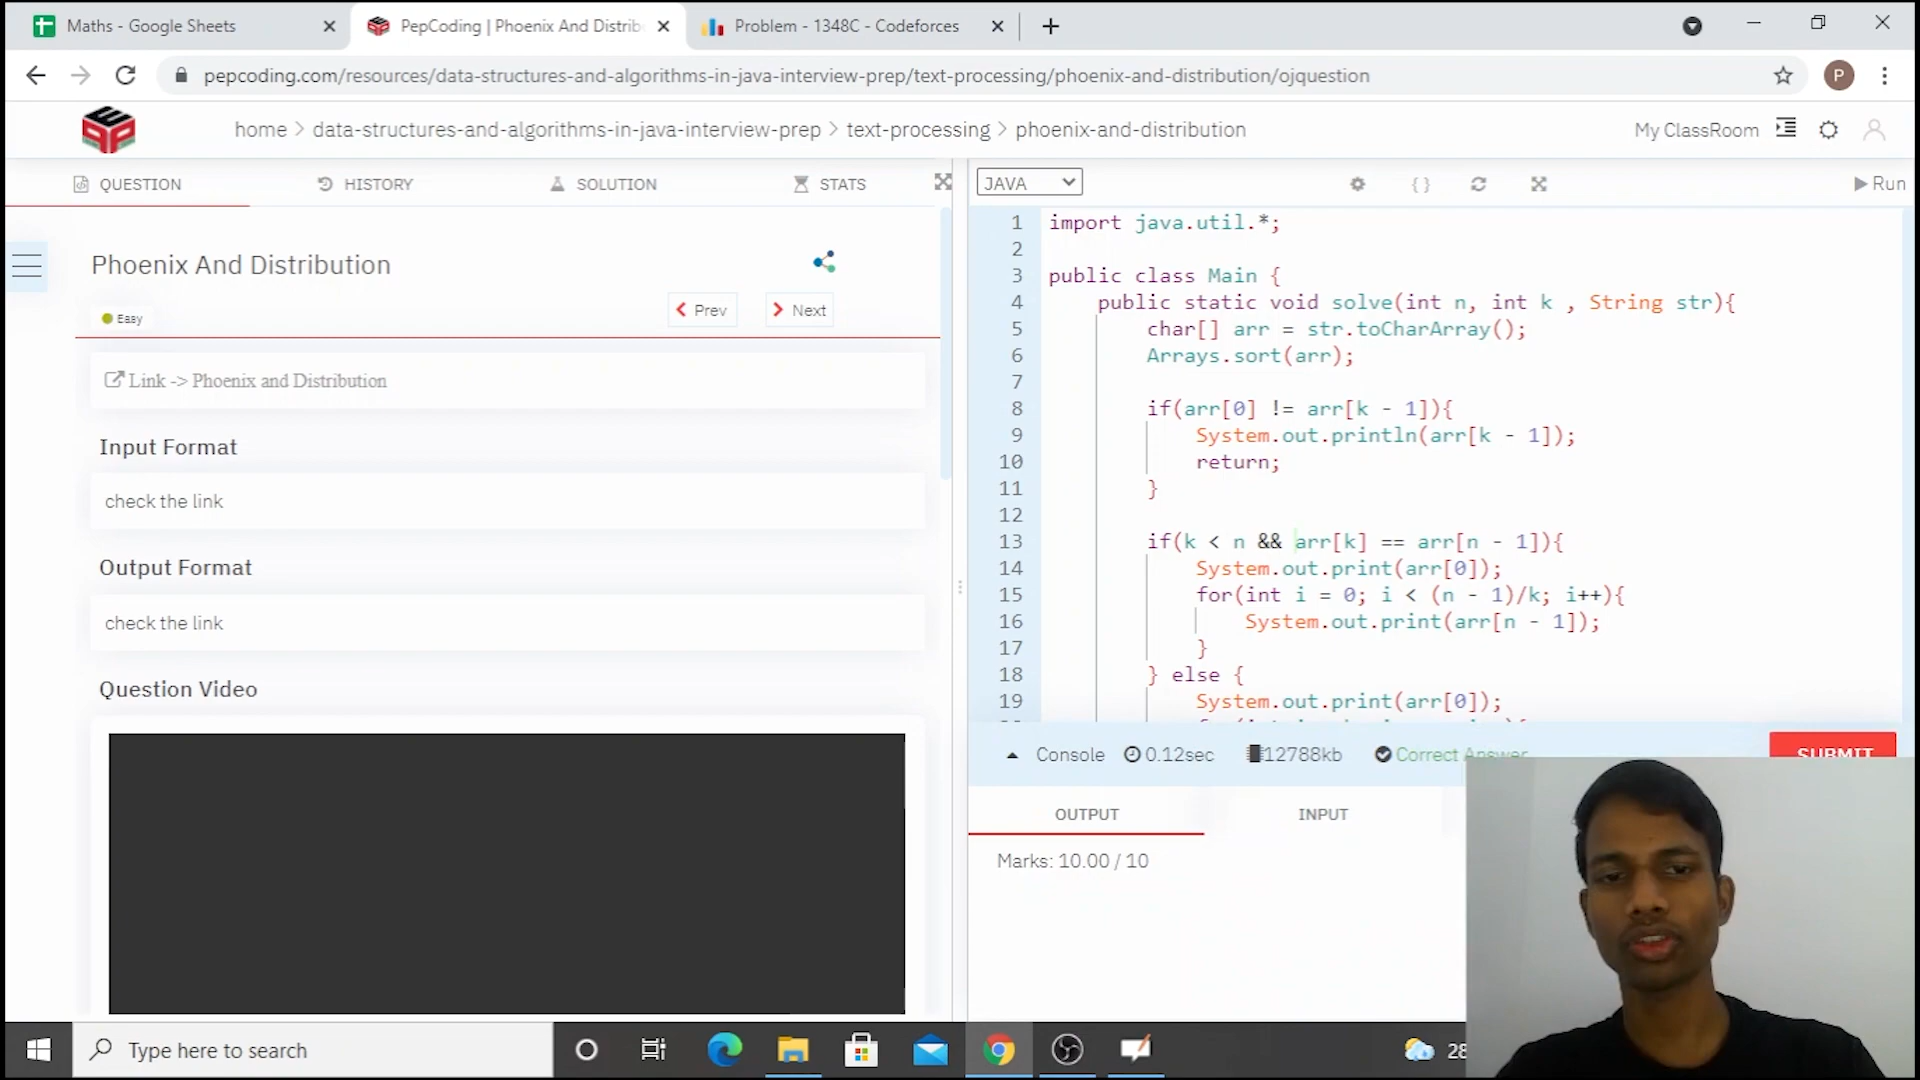 Maths - Google Sheets
PepCoding | Phoenix And Distrib
Problem - 1348C - Codeforces
pepcoding.com/resources/data-structures-and-algorithms-in-java-interview-prep/text-processing/phoenix-and-distribution/ojquestion
P
home > data-structures-and-algorithms-in-java-interview-prep > text-processing > phoenix-and-distribution
My ClassRoom
QUESTION
HISTORY
SOLUTION
STATS
JAVA
{ }
Run
Phoenix And Distribution
Easy
Prev
Next
Link -> Phoenix and Distribution
Input Format
check the link
Output Format
check the link
Question Video
1 import java.util.*;
2
3 public class Main {
4 public static void solve(int n, int k , String str){
5 char[] arr = str.toCharArray();
6 Arrays.sort(arr);
7
8 if(arr[0] != arr[k - 1]){
9 System.out.println(arr[k - 1]);
10 return;
11 }
12
13 if(k < n && arr[k] == arr[n - 1]){
14 System.out.print(arr[0]);
15 for(int i = 0; i < (n - 1)/k; i++){
16 System.out.print(arr[n - 1]);
17 }
18 } else {
19 System.out.print(arr[0]);
Console 0.12sec 12788kb Correct Answer
SUBMIT
OUTPUT
INPUT
Marks: 10.00 / 10
Type here to search
28